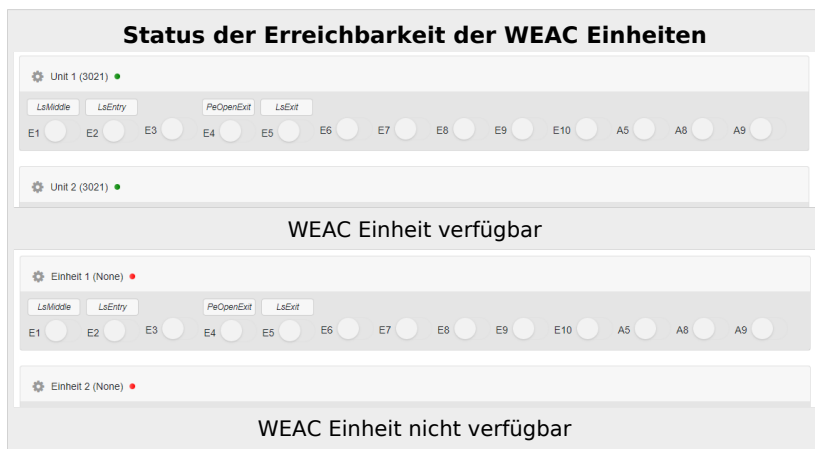 Status der Erreichbarkeit der WEAC Einheiten
Unit 1 (3021)
LsMiddle LsEntry PeOpenExit LsExit
E1 E2 E3 E4 E5 E6 E7 E8 E9 E10 A5 A8 A9
Unit 2 (3021)
WEAC Einheit verfügbar
Einheit 1 (None)
LsMiddle LsEntry PeOpenExit LsExit
E1 E2 E3 E4 E5 E6 E7 E8 E9 E10 A5 A8 A9
Einheit 2 (None)
WEAC Einheit nicht verfügbar